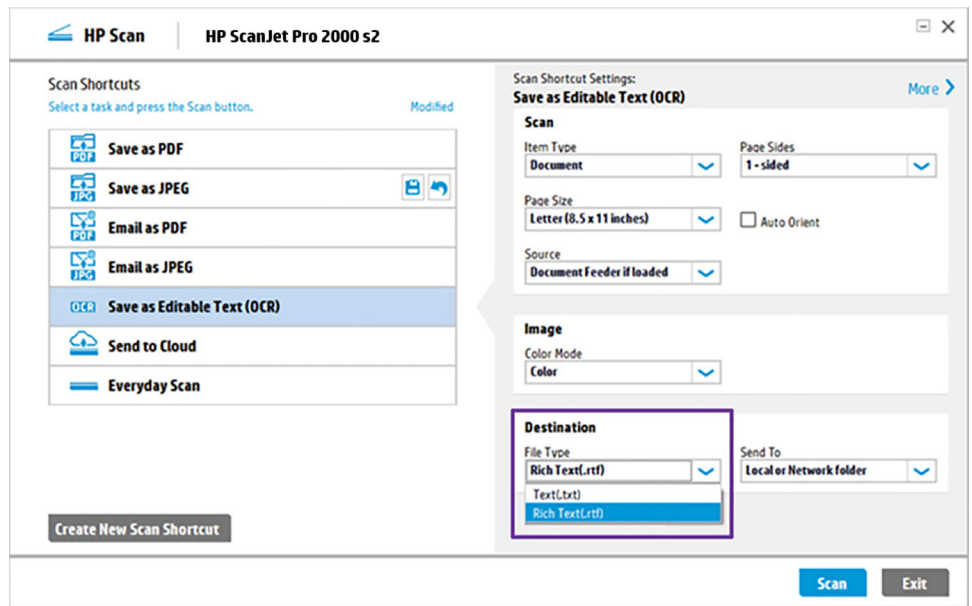 HP Scan
HP ScanJet Pro 2000 s2
Scan Shortcuts
Select a task and press the Scan button.
Modified
PDF
Save as PDF
JPG
Save as JPEG
PDF
Email as PDF
JPG
Email as JPEG
OCR
Save as Editable Text (OCR)
Send to Cloud
Everyday Scan
Create New Scan Shortcut
Scan Shortcut Settings:
Save as Editable Text (OCR)
More
Scan
Item Type
Page Sides
Document
1 - sided
Page Size
Letter (8.5 x 11 inches)
Auto Orient
Source
Document Feeder if loaded
Image
Color Mode
Color
Destination
File Type
Send To
Rich Text(.rtf)
Local or Network folder
Text(.txt)
Rich Text(.rtf)
Scan
Exit